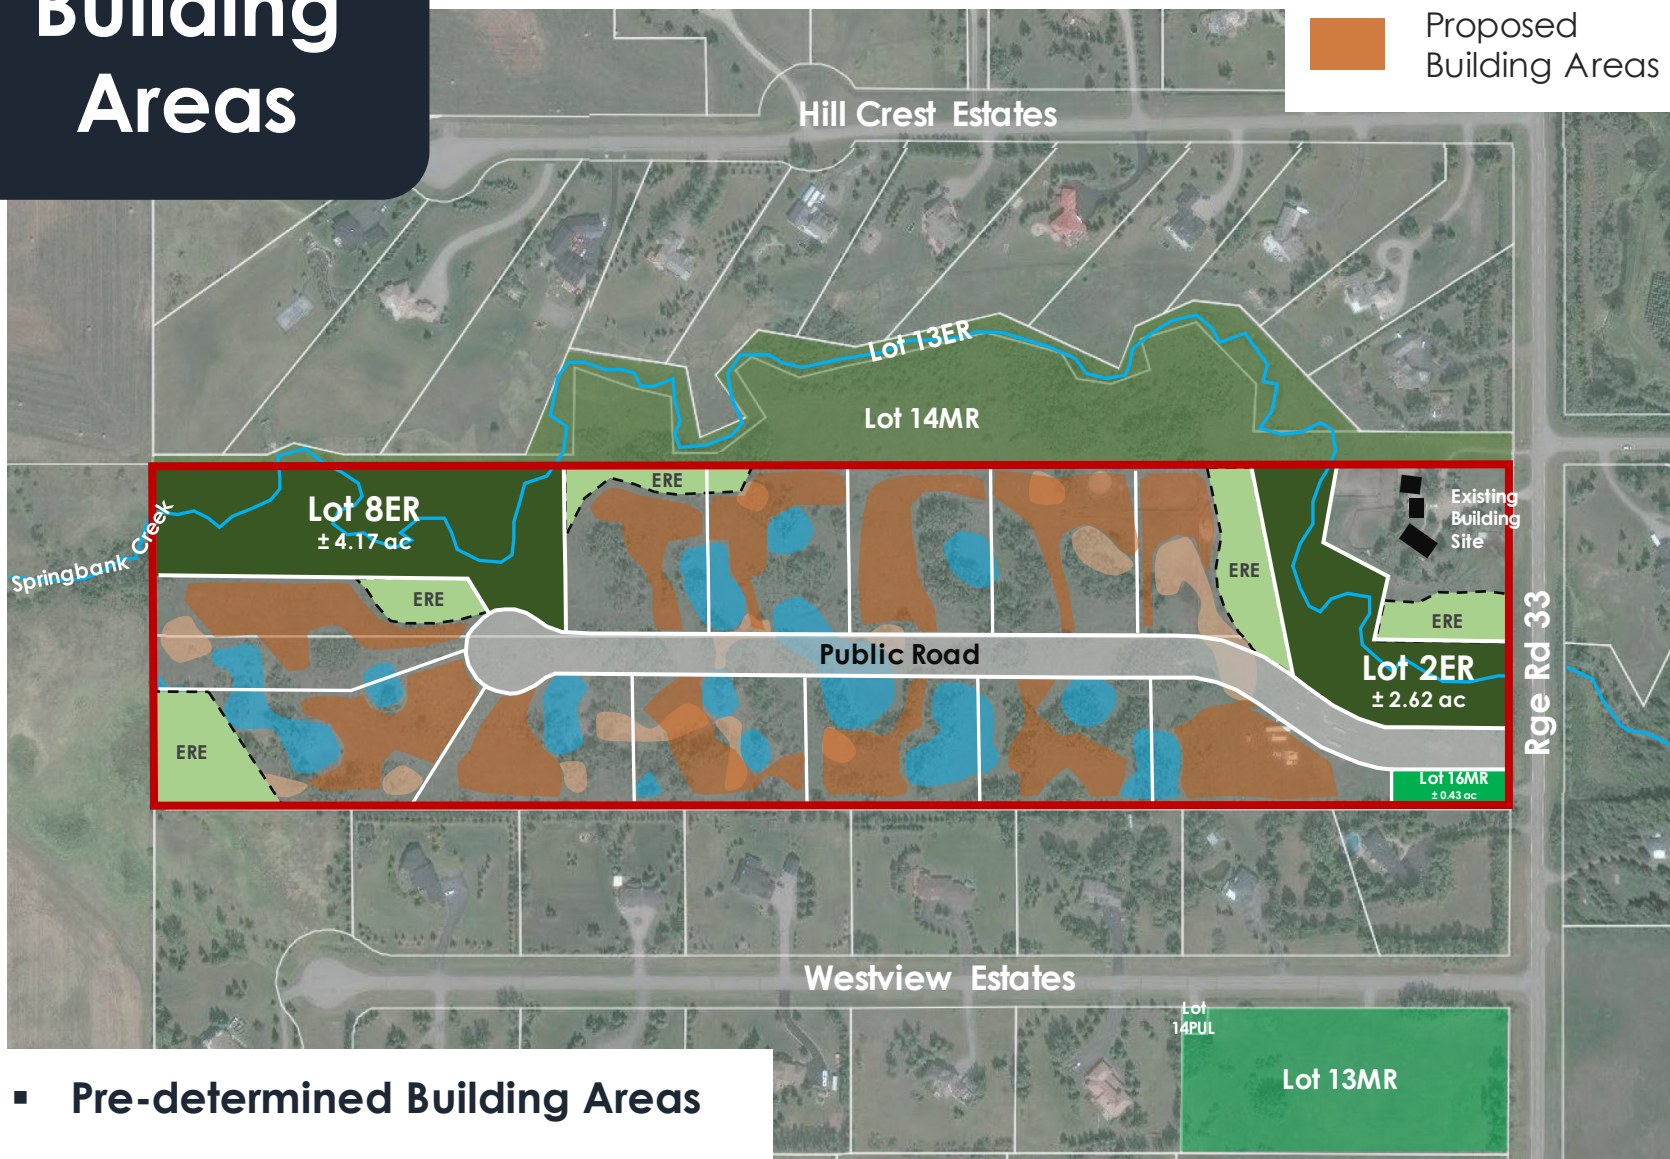 Building
Areas
Proposed
Building Areas
Hill Crest Estates
Lot 13ER
Lot 14MR
ERE
Lot 8ER
± 4.17 ac
Existing
Building
Site
Springbank Creek
ERE
ERE
ERE
Public Road
Lot 2ER
± 2.62 ac
Rge Rd 33
ERE
Lot 16MR
± 0.43 ac
Westview Estates
Lot
14PUL
Lot 13MR
▪ Pre-determined Building Areas